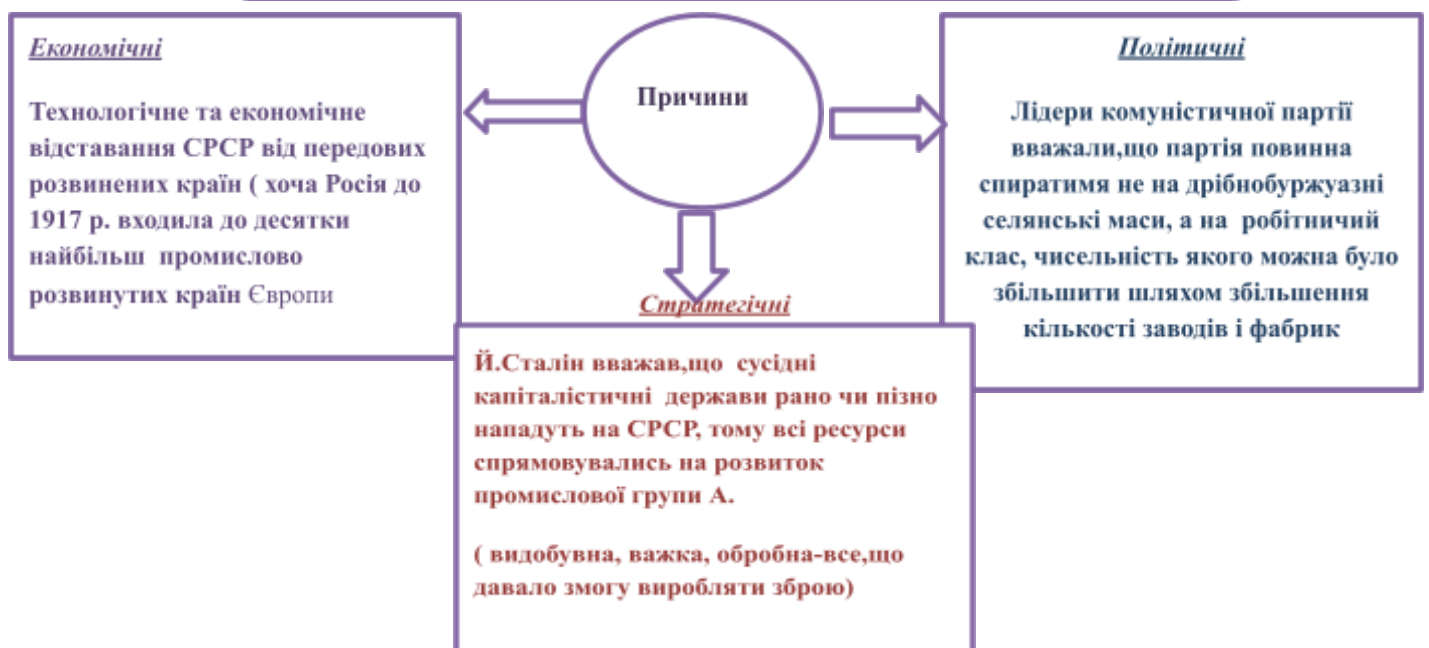 Причини
Економічні
Технологічне та економічне
відставання СРСР від передових
розвинених країн ( хоча Росія до
1917 р. входила до десятки
найбільш промислово
розвинутих країн Європи
Стратегічні
Й.Сталін вважав,що сусідні
капіталістичні держави рано чи пізно
нападуть на СРСР, тому всі ресурси
спрямовувались на розвиток
промислової групи А.
( видобувна, важка, обробна-все,що
давало змогу виробляти зброю)
Політичні
Лідери комуністичної партії
вважали,що партія повинна
спиратимя не на дрібнобуржуазні
селянські маси, а на робітничий
клас, чисельність якого можна було
збільшити шляхом збільшення
кількості заводів і фабрик